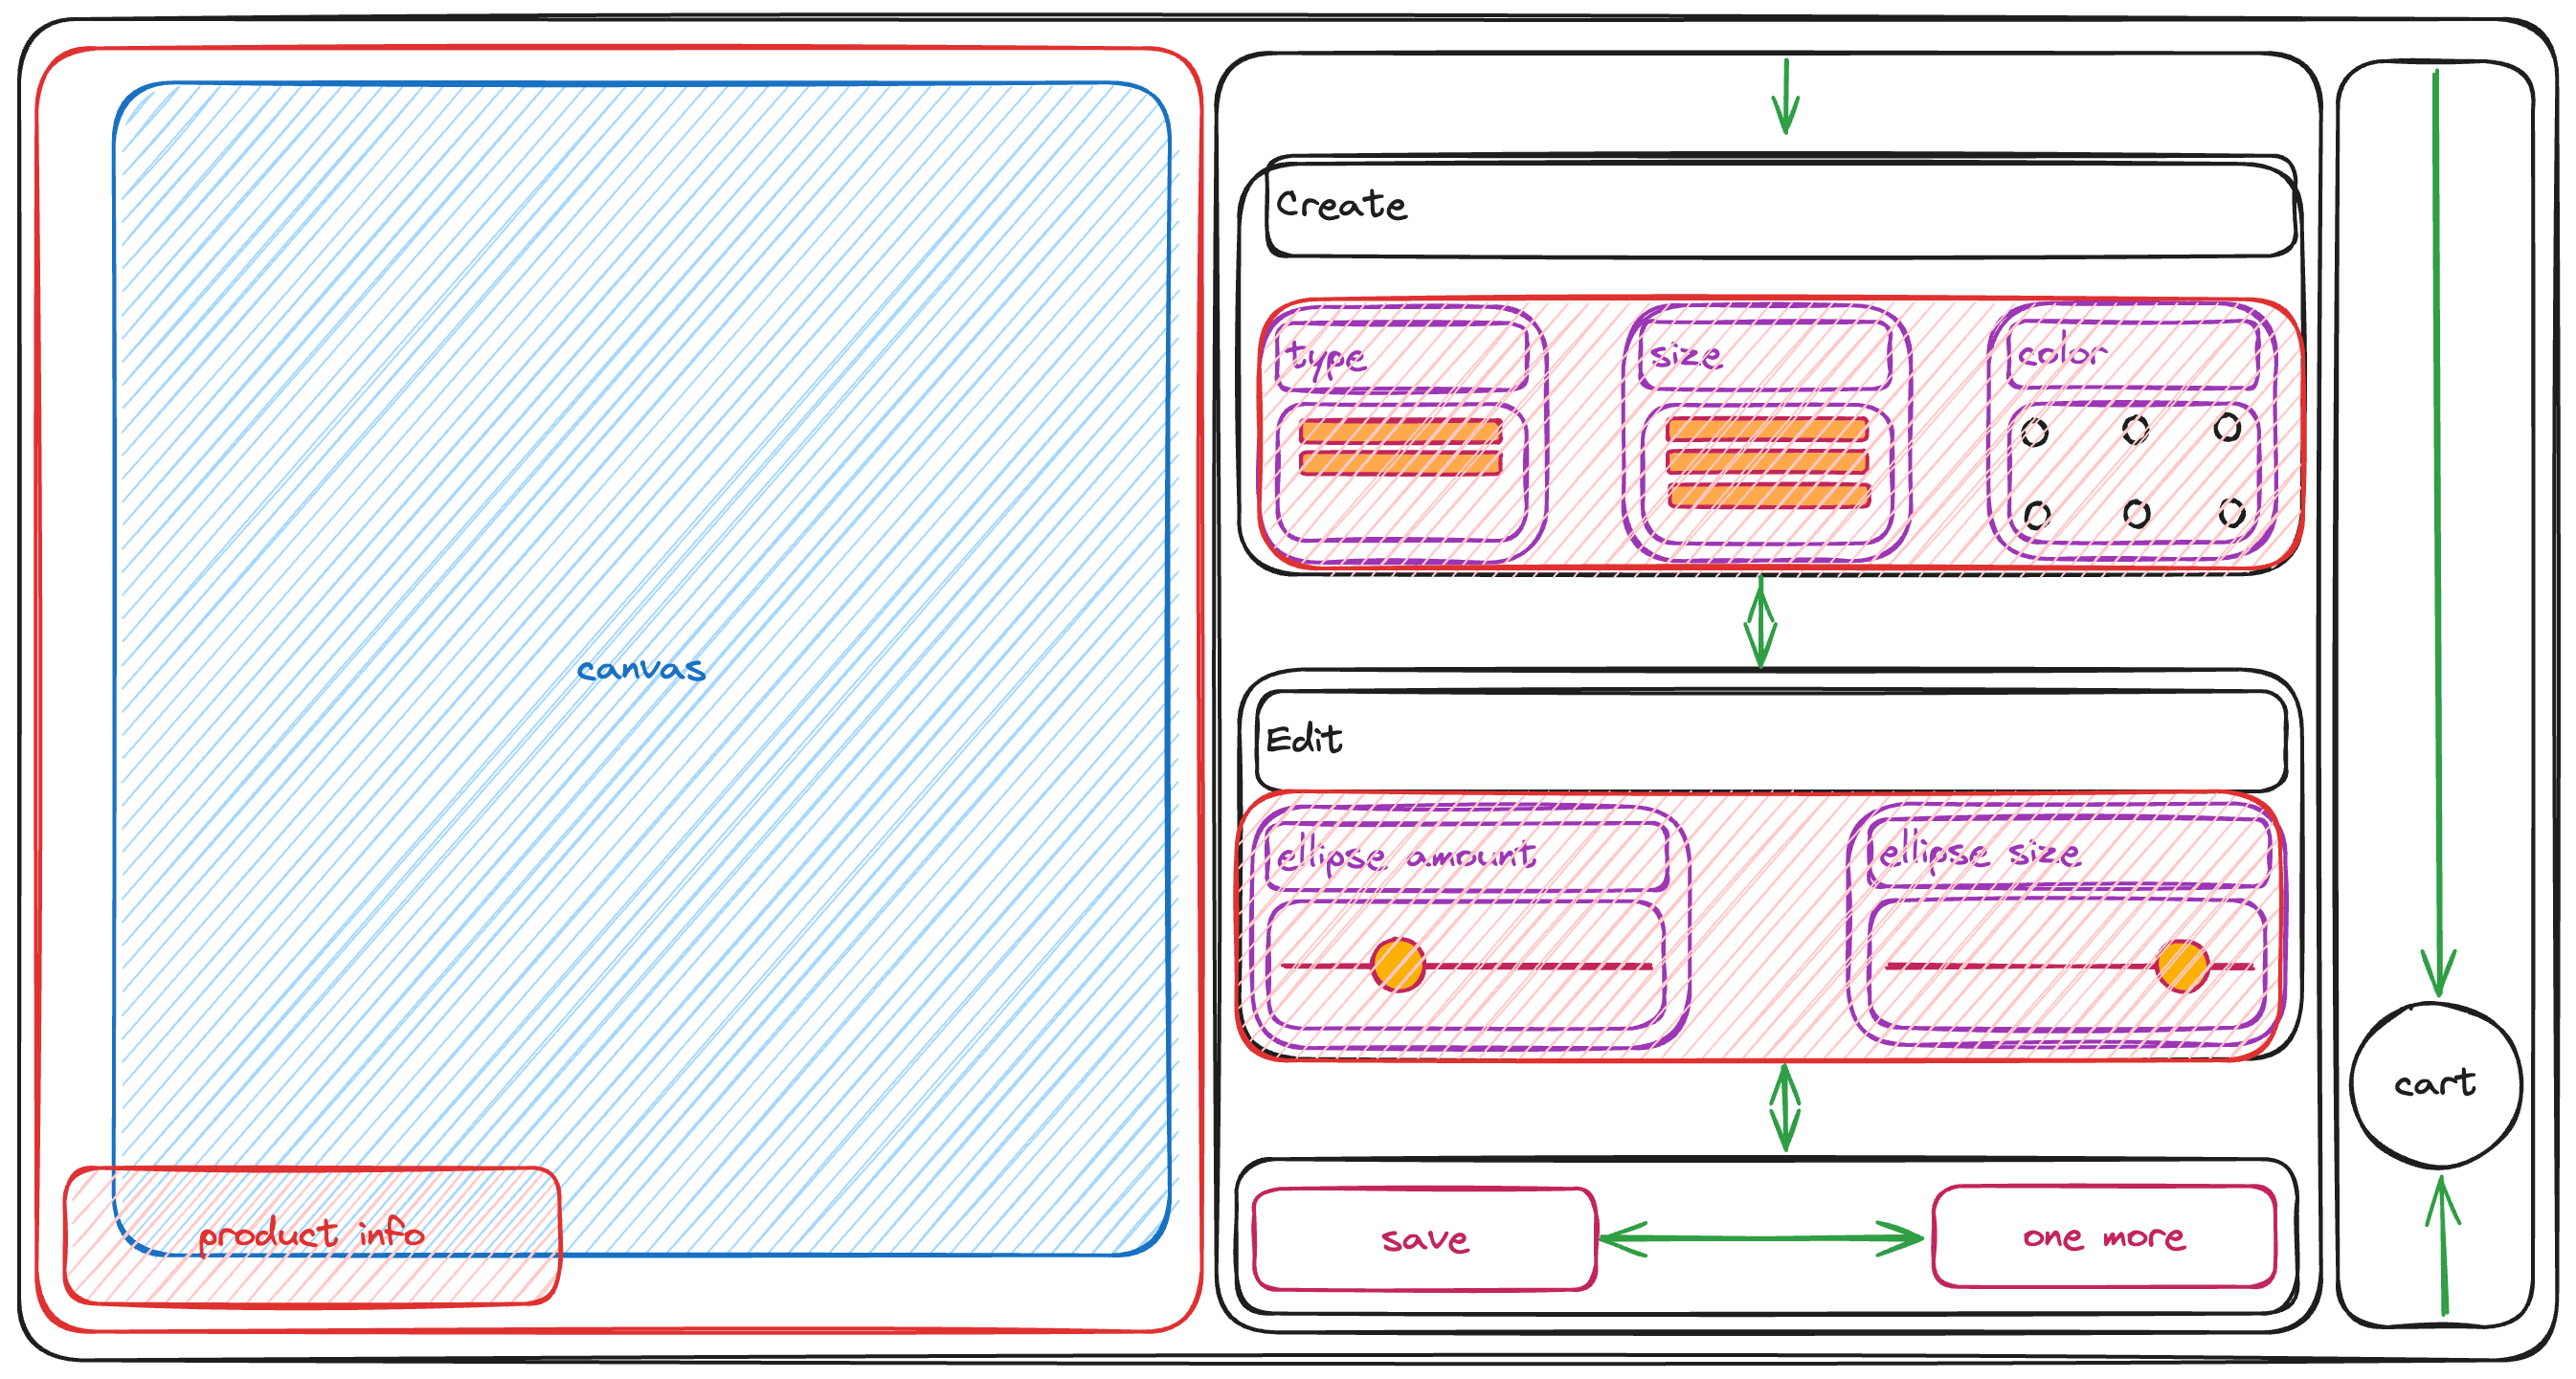 canvas
product info
Create
type
size
color
Edit
ellipse amount
ellipse size
save
one more
cart